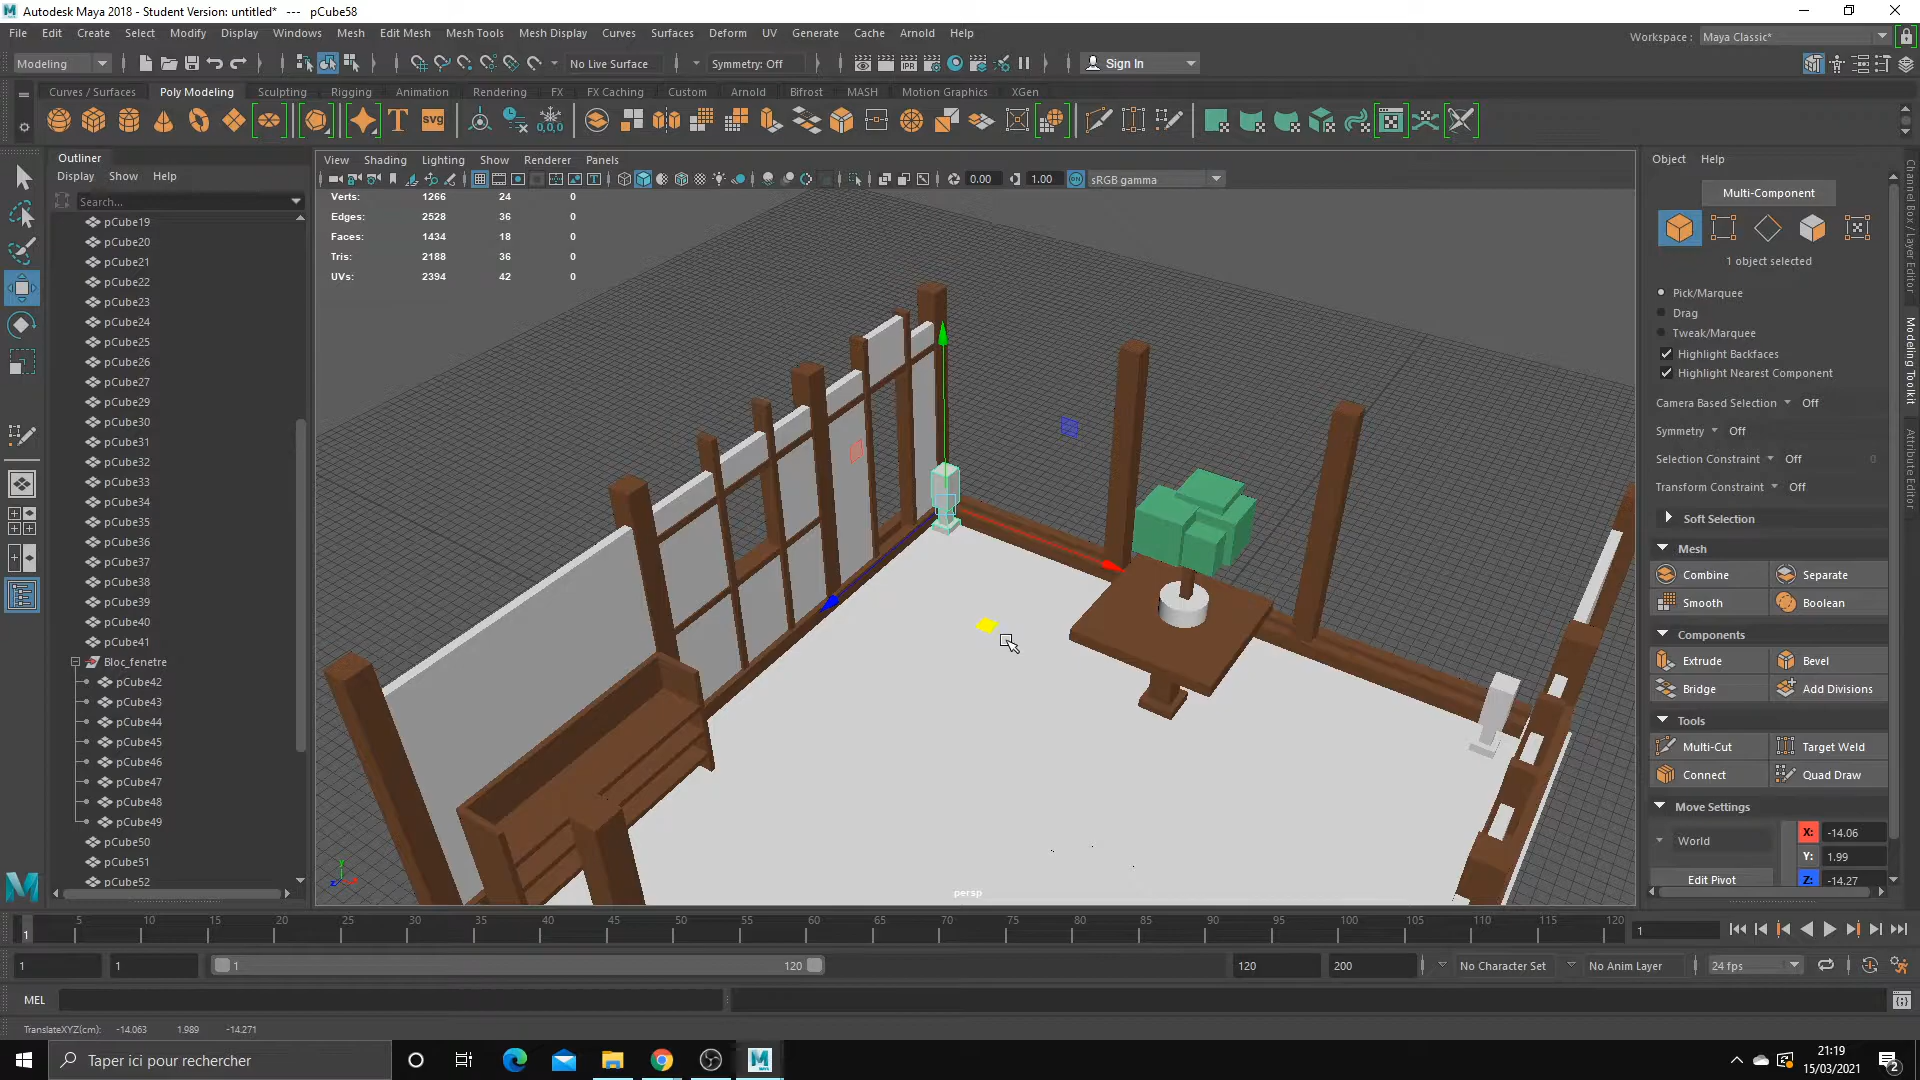 Autodesk Maya 2018 - Student Version: untitled*   ---   pCube58
File Edit Create Select Modify Display Windows Mesh Edit Mesh Mesh Tools Mesh Display Curves Surfaces Deform UV Generate Cache Arnold Help
Workspace : Maya Classic*
Modeling No Live Surface Symmetry: Off Sign In
Curves / Surfaces Poly Modeling Sculpting Rigging Animation Rendering FX FX Caching Custom Arnold Bifrost MASH Motion Graphics XGen
T SVG 0,0,0
Outliner
Display Show Help
Search...
pCube19
pCube20
pCube21
pCube22
pCube23
pCube24
pCube25
pCube26
pCube27
pCube29
pCube30
pCube31
pCube32
pCube33
pCube34
pCube35
pCube36
pCube37
pCube38
pCube39
pCube40
pCube41
Bloc_fenetre
pCube42
pCube43
pCube44
pCube45
pCube46
pCube47
pCube48
pCube49
pCube50
pCube51
pCube52
View Shading Lighting Show Renderer Panels
0.00 1.00 sRGB gamma
Verts: 1266 24 0
Edges: 2528 36 0
Faces: 1434 18 0
Tris: 2188 36 0
UVs: 2394 42 0
persp
Object Help
Multi-Component
1 object selected
Pick/Marquee
Drag
Tweak/Marquee
Highlight Backfaces
Highlight Nearest Component
Camera Based Selection Off
Symmetry Off
Selection Constraint Off 0
Transform Constraint Off
Soft Selection
Mesh
Combine Separate
Smooth Boolean
Components
Extrude Bevel
Bridge Add Divisions
Tools
Multi-Cut Target Weld
Connect Quad Draw
Move Settings
World X: -14.06
Y: 1.99
Edit Pivot Z: -14.27
Channel Box / Layer Editor
Modeling Toolkit
Attribute Editor
5 10 15 20 25 30 35 40 45 50 55 60 65 70 75 80 85 90 95 100 105 110 115 120
1 1
1 1 1 120 120 200 No Character Set No Anim Layer 24 fps
MEL
TranslateXYZ(cm): -14.063 1.989 -14.271
Taper ici pour rechercher
21:19
15/03/2021
2